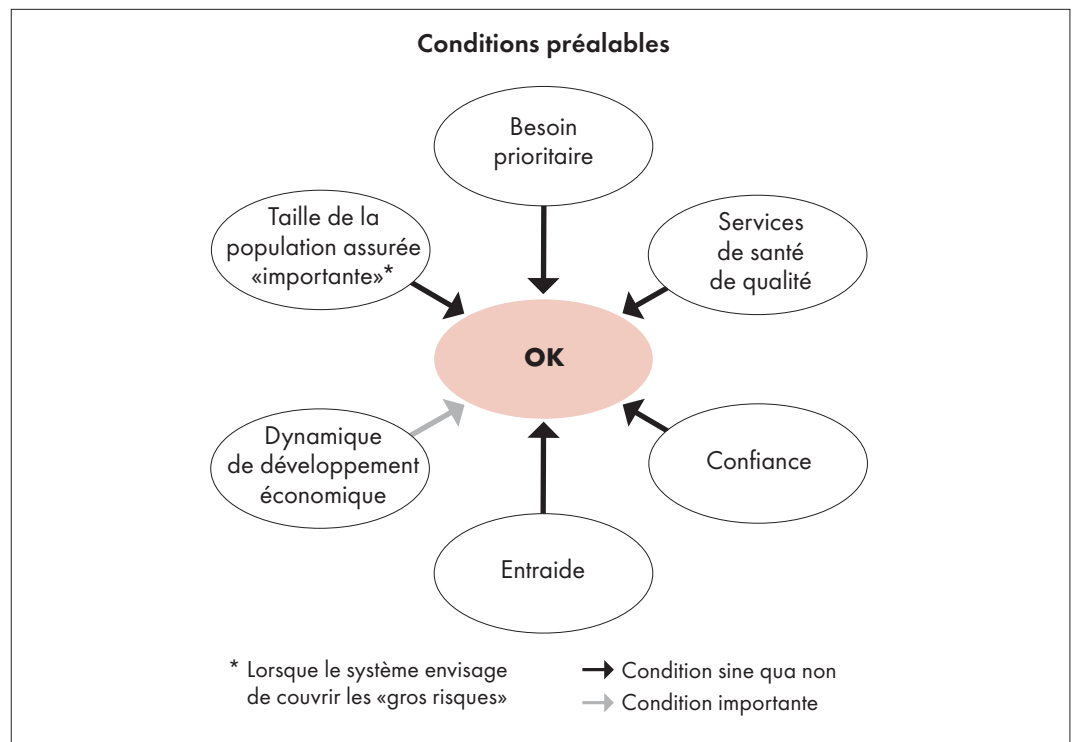 Conditions préalables
Besoin
prioritaire
Taille de la
population assurée
«importante»*
Services
de santé
de qualité
OK
Dynamique
de développement
économique
Confiance
Entraide
* Lorsque le système envisage
de couvrir les «gros risques»
Condition sine qua non
Condition importante